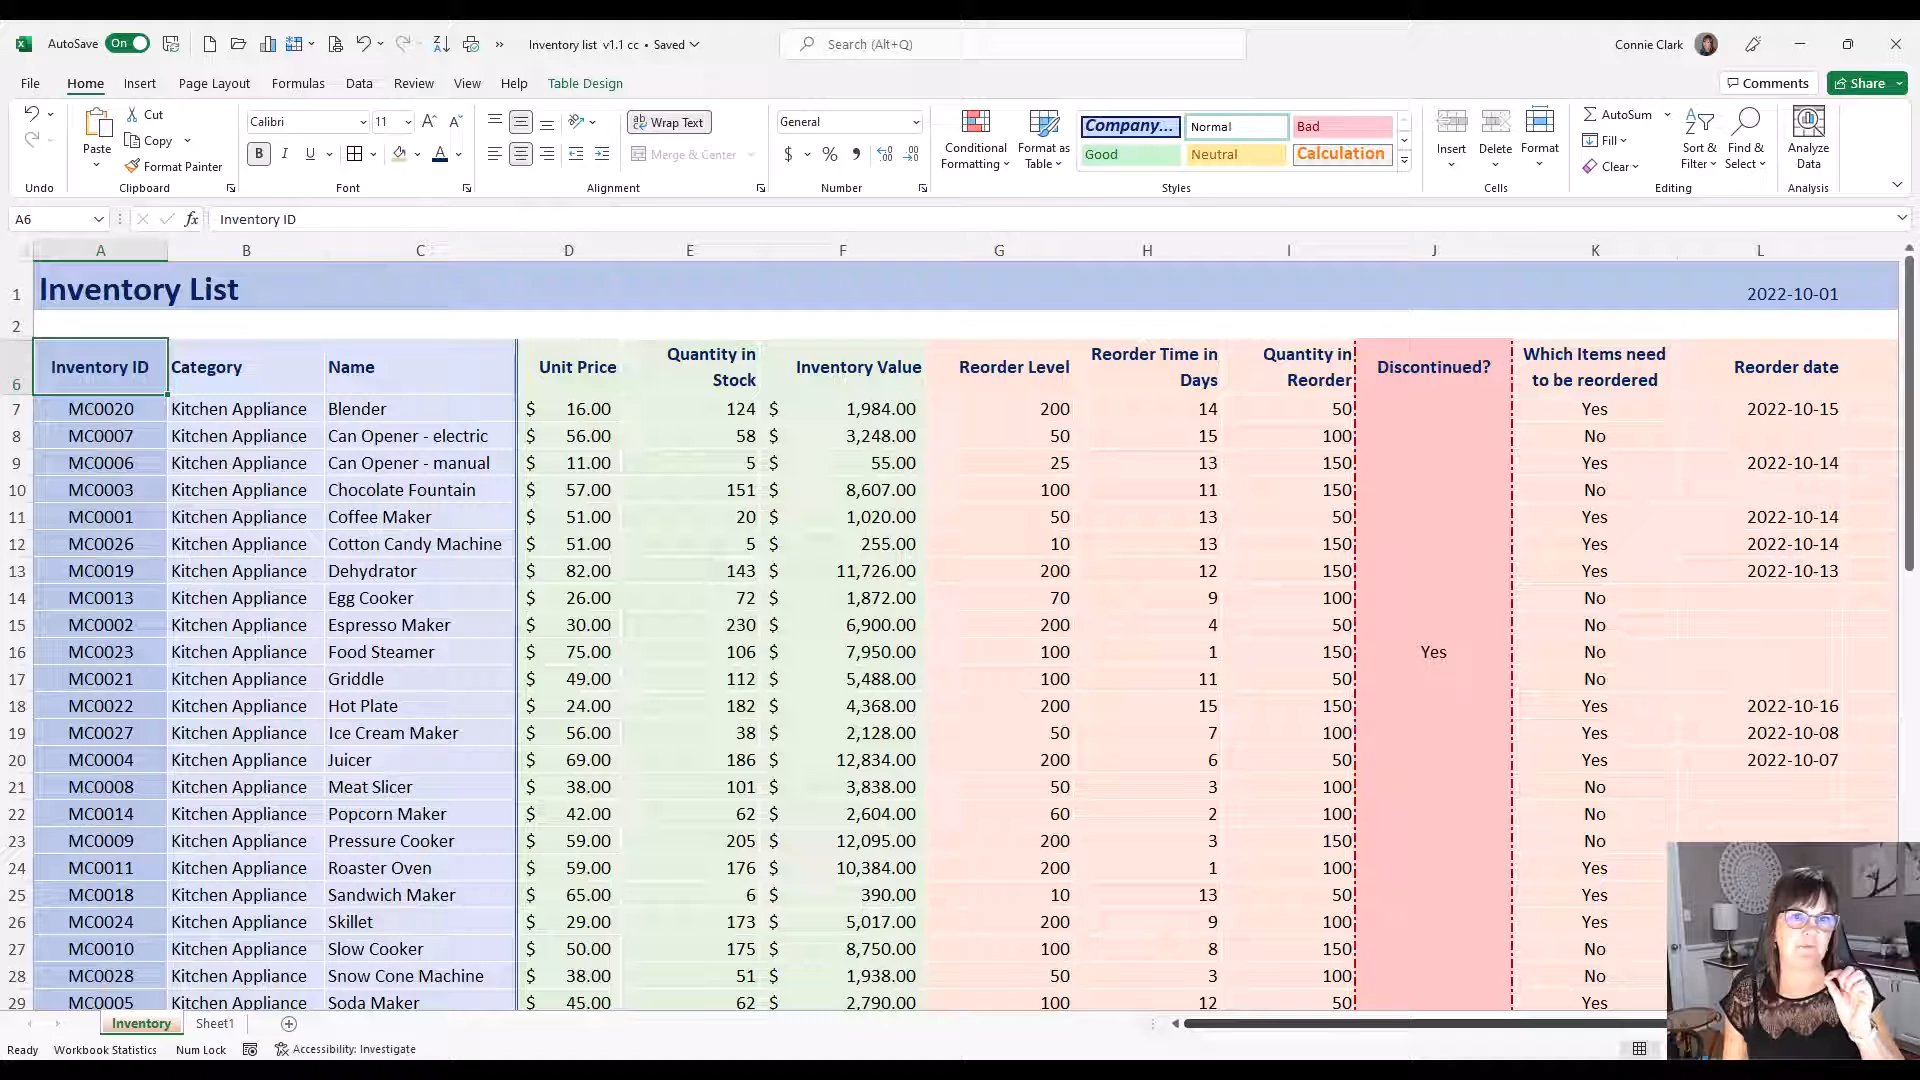 AutoSave On Inventory list v1.1 cc • Saved Search (Alt+Q) Connie Clark
File Home Insert Page Layout Formulas Data Review View Help Table Design Comments Share
Paste Cut Copy Format Painter
Calibri 11 B I U A
Wrap Text Merge & Center
General $ % ,
Conditional Formatting Format as Table
Company... Normal Bad
Good Neutral Calculation
Insert Delete Format
AutoSum Fill Clear
Sort & Filter Find & Select
Analyze Data
Undo Clipboard Font Alignment Number Styles Cells Editing Analysis
A6 fx Inventory ID
A B C D E F G H I J K L
1 Inventory List 2022-10-01
2
6 Inventory ID Category Name Unit Price Quantity in Stock Inventory Value Reorder Level Reorder Time in Days Quantity in Reorder Discontinued? Which Items need to be reordered Reorder date
7 MC0020 Kitchen Appliance Blender $ 16.00 124 $ 1,984.00 200 14 50 Yes 2022-10-15
8 MC0007 Kitchen Appliance Can Opener - electric $ 56.00 58 $ 3,248.00 50 15 100 No
9 MC0006 Kitchen Appliance Can Opener - manual $ 11.00 5 $ 55.00 25 13 150 Yes 2022-10-14
10 MC0003 Kitchen Appliance Chocolate Fountain $ 57.00 151 $ 8,607.00 100 11 150 No
11 MC0001 Kitchen Appliance Coffee Maker $ 51.00 20 $ 1,020.00 50 13 50 Yes 2022-10-14
12 MC0026 Kitchen Appliance Cotton Candy Machine $ 51.00 5 $ 255.00 10 13 150 Yes 2022-10-14
13 MC0019 Kitchen Appliance Dehydrator $ 82.00 143 $ 11,726.00 200 12 150 Yes 2022-10-13
14 MC0013 Kitchen Appliance Egg Cooker $ 26.00 72 $ 1,872.00 70 9 100 No
15 MC0002 Kitchen Appliance Espresso Maker $ 30.00 230 $ 6,900.00 200 4 50 No
16 MC0023 Kitchen Appliance Food Steamer $ 75.00 106 $ 7,950.00 100 1 150 Yes No
17 MC0021 Kitchen Appliance Griddle $ 49.00 112 $ 5,488.00 100 11 50 No
18 MC0022 Kitchen Appliance Hot Plate $ 24.00 182 $ 4,368.00 200 15 150 Yes 2022-10-16
19 MC0027 Kitchen Appliance Ice Cream Maker $ 56.00 38 $ 2,128.00 50 7 100 Yes 2022-10-08
20 MC0004 Kitchen Appliance Juicer $ 69.00 186 $ 12,834.00 200 6 50 Yes 2022-10-07
21 MC0008 Kitchen Appliance Meat Slicer $ 38.00 101 $ 3,838.00 50 3 100 No
22 MC0014 Kitchen Appliance Popcorn Maker $ 42.00 62 $ 2,604.00 60 2 100 No
23 MC0009 Kitchen Appliance Pressure Cooker $ 59.00 205 $ 12,095.00 200 3 150 No
24 MC0011 Kitchen Appliance Roaster Oven $ 59.00 176 $ 10,384.00 200 1 100 Yes
25 MC0018 Kitchen Appliance Sandwich Maker $ 65.00 6 $ 390.00 10 13 50 Yes
26 MC0024 Kitchen Appliance Skillet $ 29.00 173 $ 5,017.00 200 9 100 Yes
27 MC0010 Kitchen Appliance Slow Cooker $ 50.00 175 $ 8,750.00 100 8 150 No
28 MC0028 Kitchen Appliance Snow Cone Machine $ 38.00 51 $ 1,938.00 50 3 100 No
29 MC0005 Kitchen Appliance Soda Maker $ 45.00 62 $ 2,790.00 100 12 50 Yes
Inventory Sheet1
Ready Workbook Statistics Num Lock Accessibility: Investigate